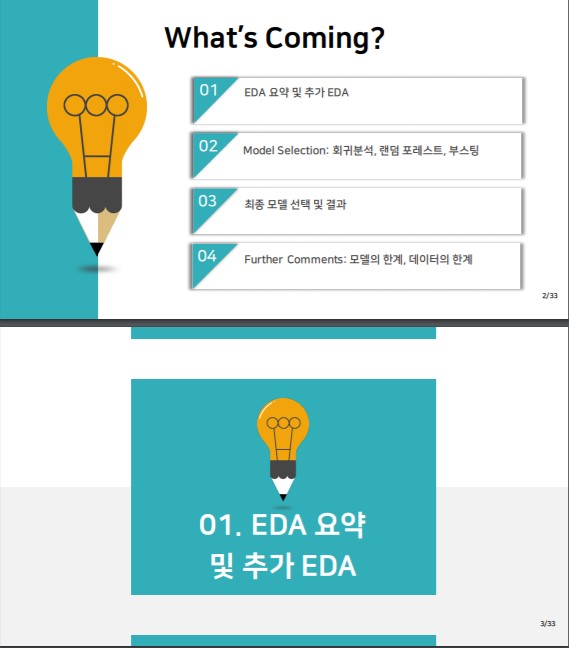 What's Coming?
01 EDA 요약 및 추가 EDA
02 Model Selection: 회귀분석, 랜덤 포레스트, 부스팅
03 최종 모델 선택 및 결과
04 Further Comments: 모델의 한계, 데이터의 한계
2/33
01. EDA 요약
및 추가 EDA
3/33